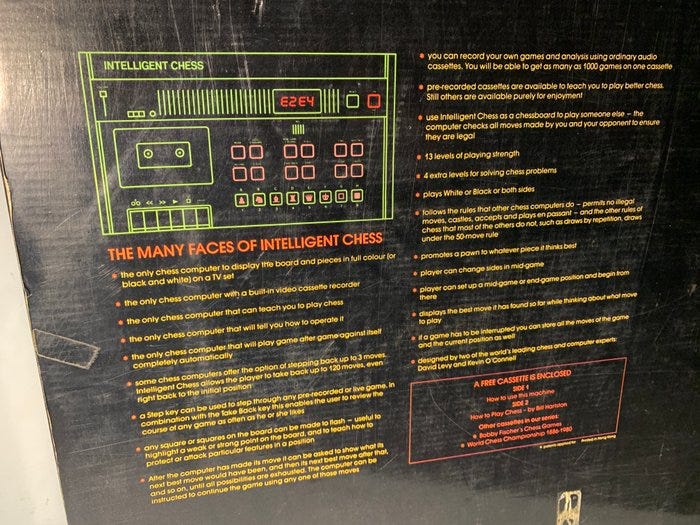 INTELLIGENT CHESS
E2E4
THE MANY FACES OF INTELLIGENT CHESS
• the only chess computer to display the board and pieces in full colour (or
black and white) on a TV set
• the only chess computer with a built-in video cassette recorder
• the only chess computer that can teach you to play chess
• the only chess computer that will tell you how to operate it
• the only chess computer that will play game after game against itself
completely automatically
• some chess computers offer the option of stepping back up to 3 moves,
Intelligent Chess allows the player to take back up to 120 moves, even
right back to the initial position
• a Step key can be used to step through any pre-recorded or live game, in
combination with the Take Back key this enables the user to review the
course of any game as often as he or she likes
• any square or squares on the board can be made to flash – useful to
highlight a weak or strong point on the board, and to teach how to
protect or attack particular features in a position
• After the computer has made its move it can be asked to show what its
next best move would have been, and then its next best move after that,
and so on, until all possibilities are exhausted. The computer can be
instructed to continue the game using any one of those moves
• you can record your own games and analysis using ordinary audio
cassettes. You will be able to get as many as 1000 games on one cassette
• pre-recorded cassettes are available to teach you to play better chess.
Still others are available purely for enjoyment
• use Intelligent Chess as a chessboard to play someone else – the
computer checks all moves made by you and your opponent to ensure
they are legal
• 13 levels of playing strength
• 4 extra levels for solving chess problems
• plays White or Black or both sides
• follows the rules that other chess computers do – permits no illegal
moves, castles, accepts and plays en passant – and the other rules of
chess that most of the others do not, such as draws by repetition, draws
under the 50-move rule
• promotes a pawn to whatever piece it thinks best
• player can change sides in mid-game
• player can set up a mid-game or end-game position and begin from
there
• displays the best move it has found so far while thinking about what move
to play
• if a game has to be interrupted you can store all the moves of the game
and the current position as well
• designed by two of the world's leading chess and computer experts:
David Levy and Kevin O'Connell
A FREE CASSETTE IS ENCLOSED
SIDE 1
How to use this machine
SIDE 2
How to Play Chess – by Bill Hartston
Other cassettes in our series:
• Bobby Fischer's Chess Games
• World Chess Championship 1886-1980
Printed in Hong Kong